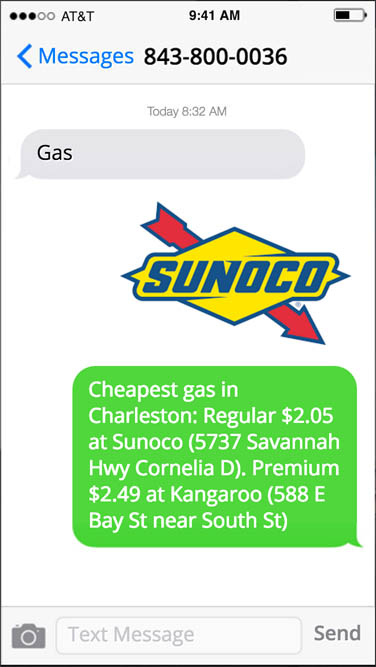 AT&T 9:41 AM
Messages 843-800-0036
Today 8:32 AM
Gas
SUNOCO
®
Cheapest gas in
Charleston: Regular $2.05
at Sunoco (5737 Savannah
Hwy Cornelia D). Premium
$2.49 at Kangaroo (588 E
Bay St near South St)
Text Message Send